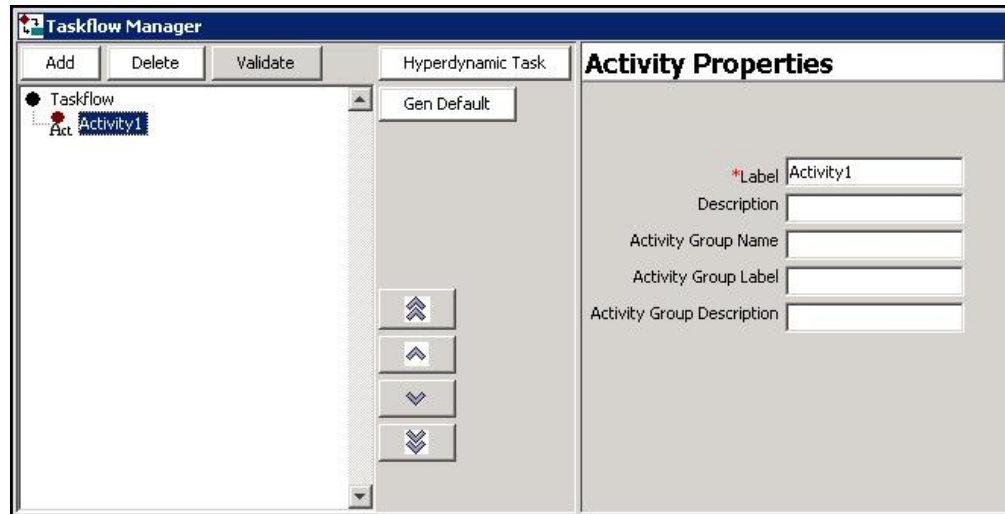 Taskflow Manager
Add
Delete
Validate
Hyperdynamic Task
Gen Default
Taskflow
Act Activity1
Activity Properties
*Label Activity1
Description
Activity Group Name
Activity Group Label
Activity Group Description